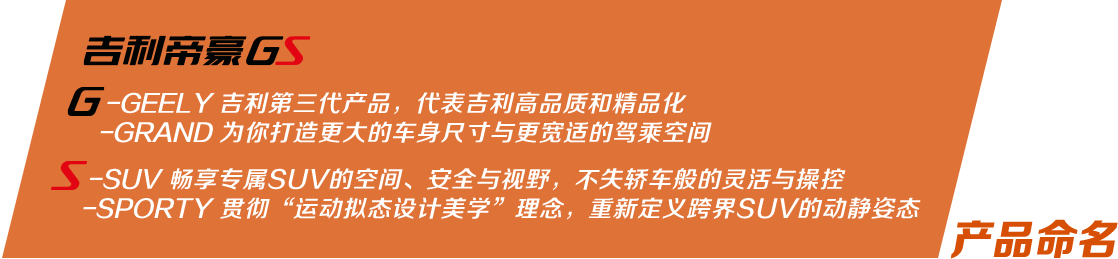 吉利帝豪GS
G-GEELY 吉利第三代产品，代表吉利高品质和精品化
-GRAND 为你打造更大的车身尺寸与更宽适的驾乘空间
S-SUV 畅享专属SUV的空间、安全与视野，不失轿车般的灵活与操控
-SPORTY 贯彻“运动拟态设计美学”理念，重新定义跨界SUV的动静姿态
产品命名